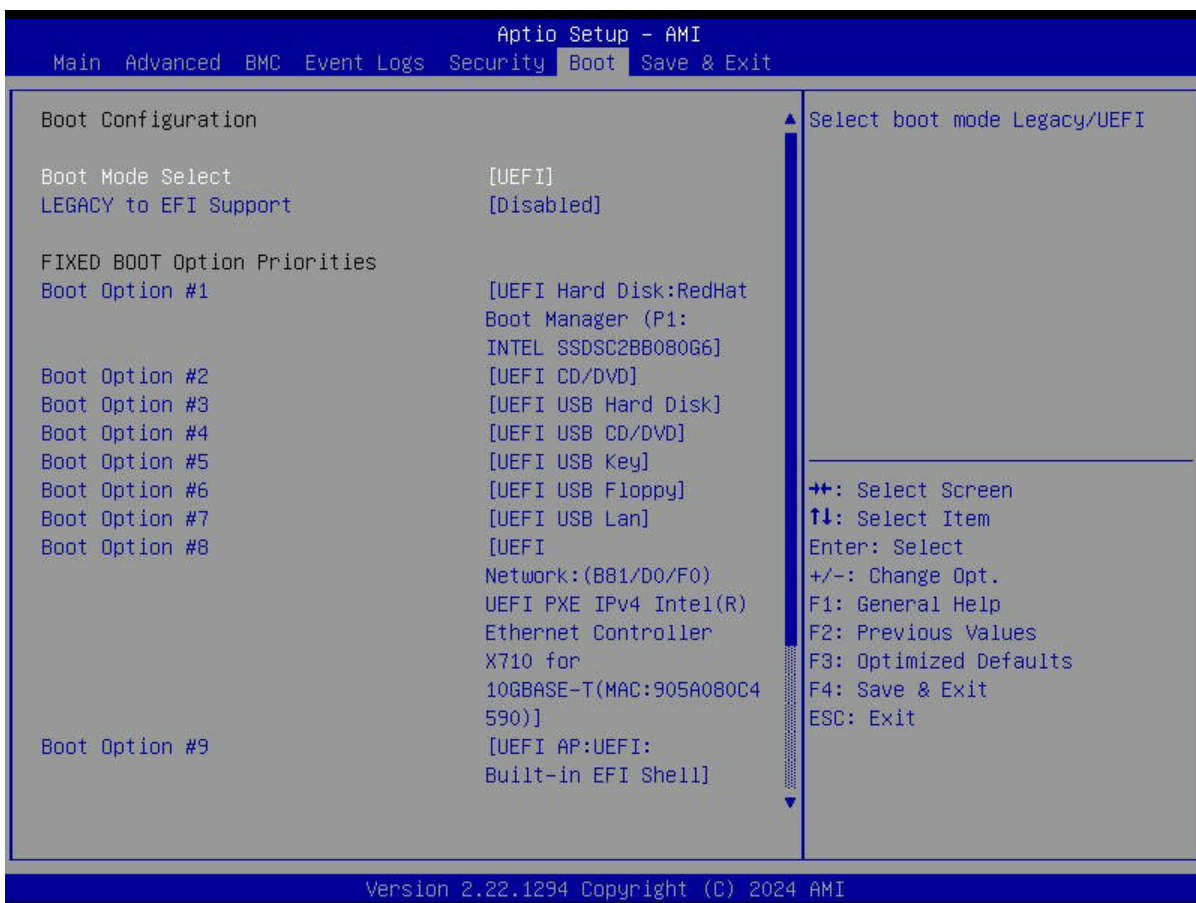 Aptio Setup – AMI
Main Advanced BMC Event Logs Security Boot Save & Exit
Boot Configuration
Boot Mode Select [UEFI]
LEGACY to EFI Support [Disabled]
FIXED BOOT Option Priorities
Boot Option #1 [UEFI Hard Disk:RedHat
Boot Manager (P1:
INTEL SSDSC2BB080G6]
Boot Option #2 [UEFI CD/DVD]
Boot Option #3 [UEFI USB Hard Disk]
Boot Option #4 [UEFI USB CD/DVD]
Boot Option #5 [UEFI USB Key]
Boot Option #6 [UEFI USB Floppy]
Boot Option #7 [UEFI USB Lan]
Boot Option #8 [UEFI
Network:(B81/D0/F0)
UEFI PXE IPv4 Intel(R)
Ethernet Controller
X710 for
10GBASE-T(MAC:905A080C4
590)]
Boot Option #9 [UEFI AP:UEFI:
Built-in EFI Shell]
Select boot mode Legacy/UEFI
→←: Select Screen
↑↓: Select Item
Enter: Select
+/-: Change Opt.
F1: General Help
F2: Previous Values
F3: Optimized Defaults
F4: Save & Exit
ESC: Exit
Version 2.22.1294 Copyright (C) 2024 AMI